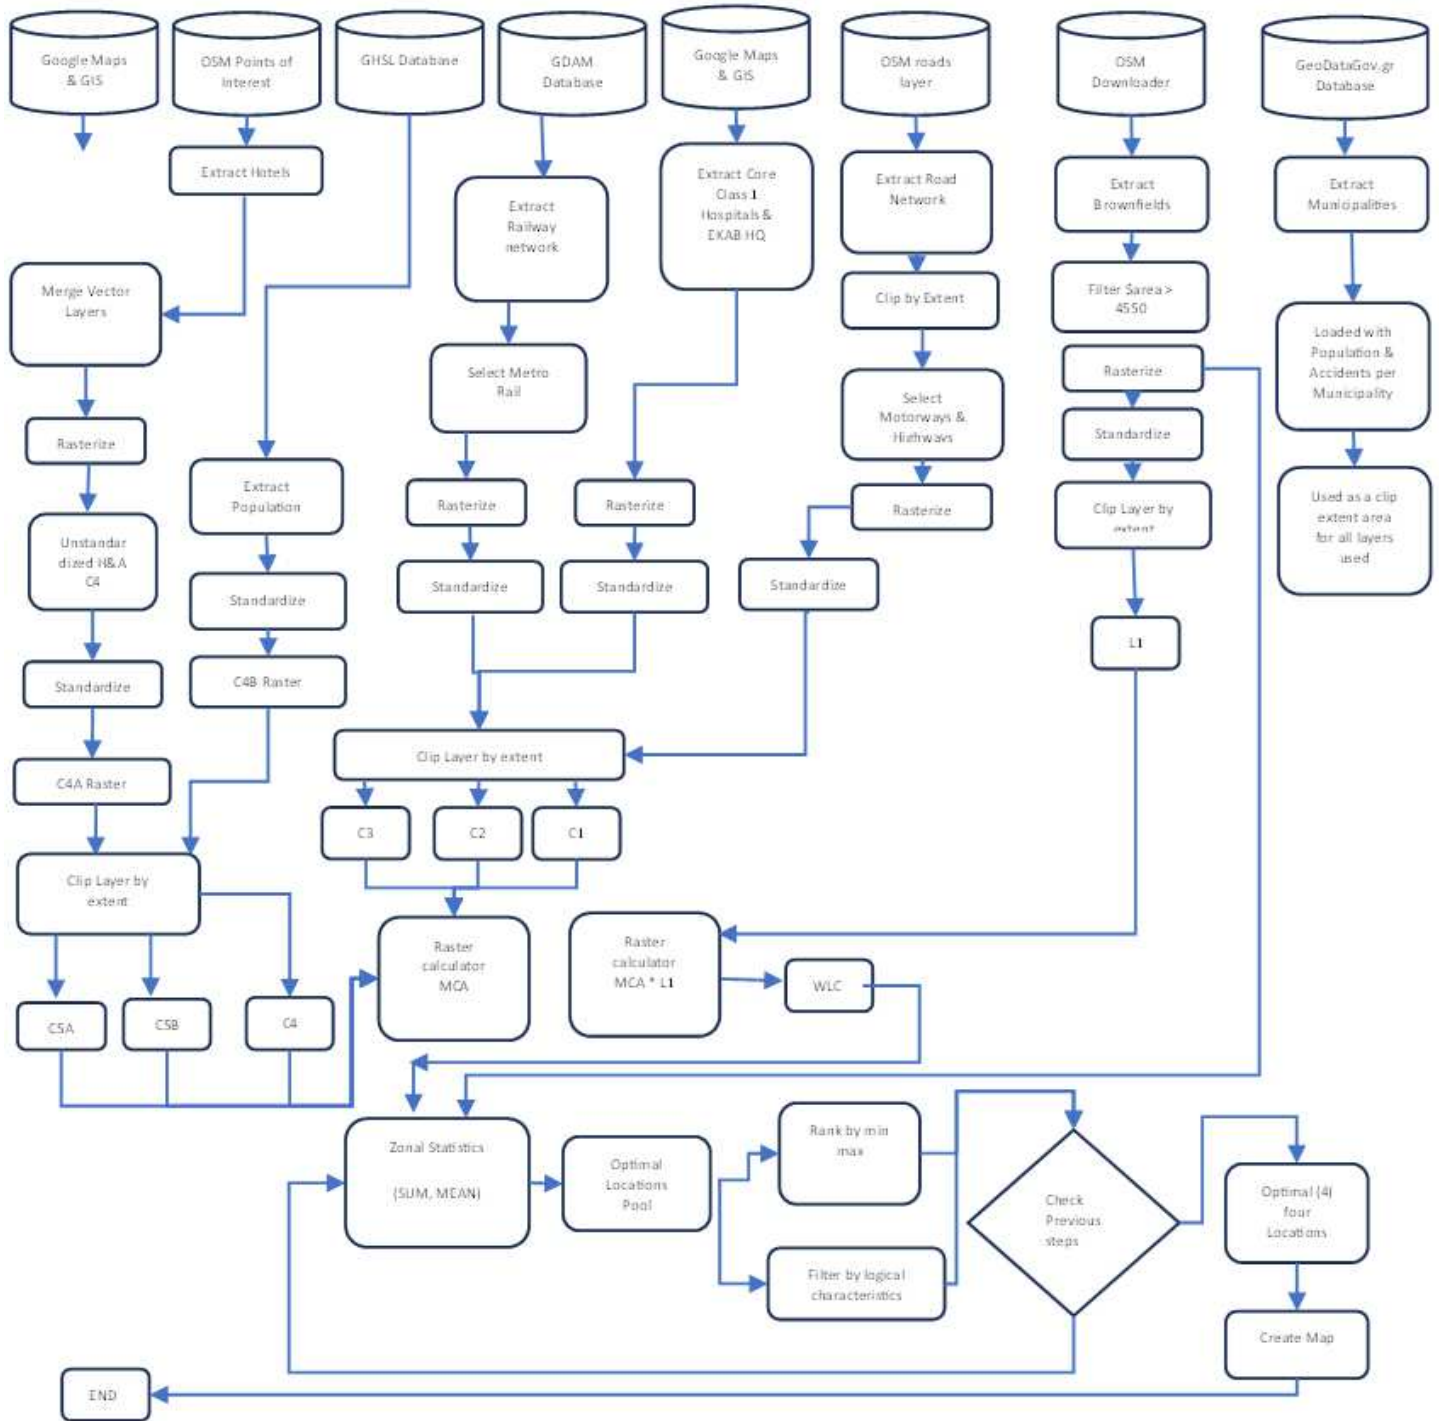 Google Maps
& GIS
OSM Points of
Interest
GHSL Database
GDAM
Database
Google Maps
& GIS
OSM roads
layer
OSM
Downloader
GeoDataGov.gr
Database
Extract Hotels
Extract Core
Class 1
Hospitals &
EKAB HQ
Extract Road
Network
Extract
Brownfields
Extract
Municipalities
Extract
Railway
network
Merge Vector
Layers
Clip by Extent
Filter $area >
4550
Loaded with
Population &
Accidents per
Municipality
Select Metro
Rail
Select
Motorways &
Highways
Rasterize
Standardize
Rasterize
Extract
Population
Rasterize
Rasterize
Rasterize
Clip Layer by
extent
Used as a clip
extent area
for all layers
used
Unstandar
dized H&A
C4
Standardize
Standardize
Standardize
Standardize
L1
Standardize
C4B Raster
C4A Raster
Clip Layer by extent
C3
C2
C1
Clip Layer by
extent
Raster
calculator
MCA
Raster
calculator
MCA * L1
WLC
C5A
C5B
C4
Zonal Statistics
(SUM, MEAN)
Optimal
Locations
Pool
Rank by min
max
Filter by logical
characteristics
Check
Previous
steps
Optimal (4)
four
Locations
Create Map
END